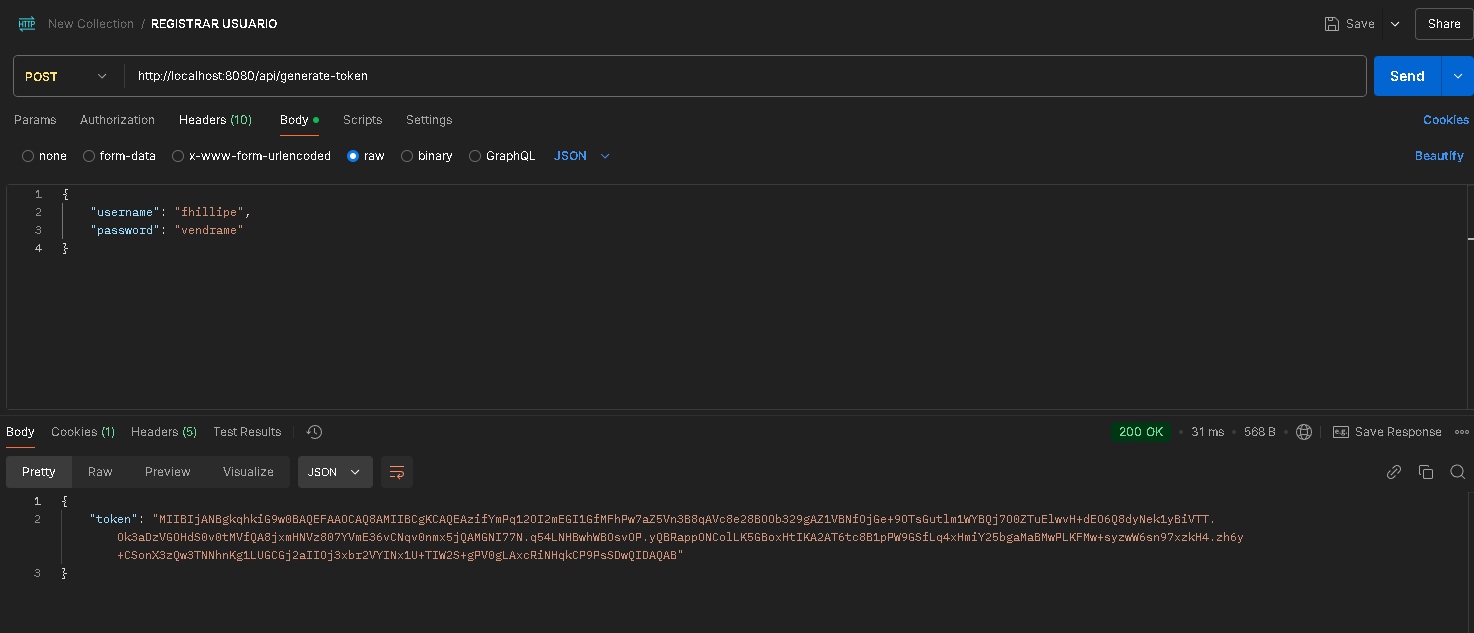 HTTP New Collection / REGISTRAR USUARIO Save Share
POST http://localhost:8080/api/generate-token Send
Params Authorization Headers (10) Body Scripts Settings Cookies
none form-data x-www-form-urlencoded raw binary GraphQL JSON Beautify
1 {
2 "username": "fhillipe",
3 "password": "vendrame"
4 }
Body Cookies (1) Headers (5) Test Results 200 OK 31 ms 568 B e.g. Save Response
Pretty Raw Preview Visualize JSON
1 {
2 "token": "MIIBIjANBgkqhkiG9w0BAQEFAAOCAQ8AMIIBCgKCAQEAzifYmPq12OI2mEGI1GfMFhPw7aZ5Vn3B8qAVc8e28BOOb329gAZ1VBNfOjGe+9OTsGutlm1WYBQj7O0ZTuElwvH+dEO6Q8dyNek1yBiVTT.
Ok3aDzVGOHdS0v0tMVfQA8jxmHNVz807YVmE36vCNqv0nmx5jQAMGNI77N.q54LNHBwhWBOsvOP.yQBRappONColLK5GBoxHtIKA2AT6tc8B1pPW9GSfLq4xHmiY25bgaMaBMwPLKFMw+syzwW6sn97xzkH4.zh6y
+CSonX3zQw3TNNhnKg1LUGCGj2aIIOj3xbr2VYINx1U+TIW2S+gPV0gLAxcRiNHqkCP9PsSDwQIDAQAB"
3 }